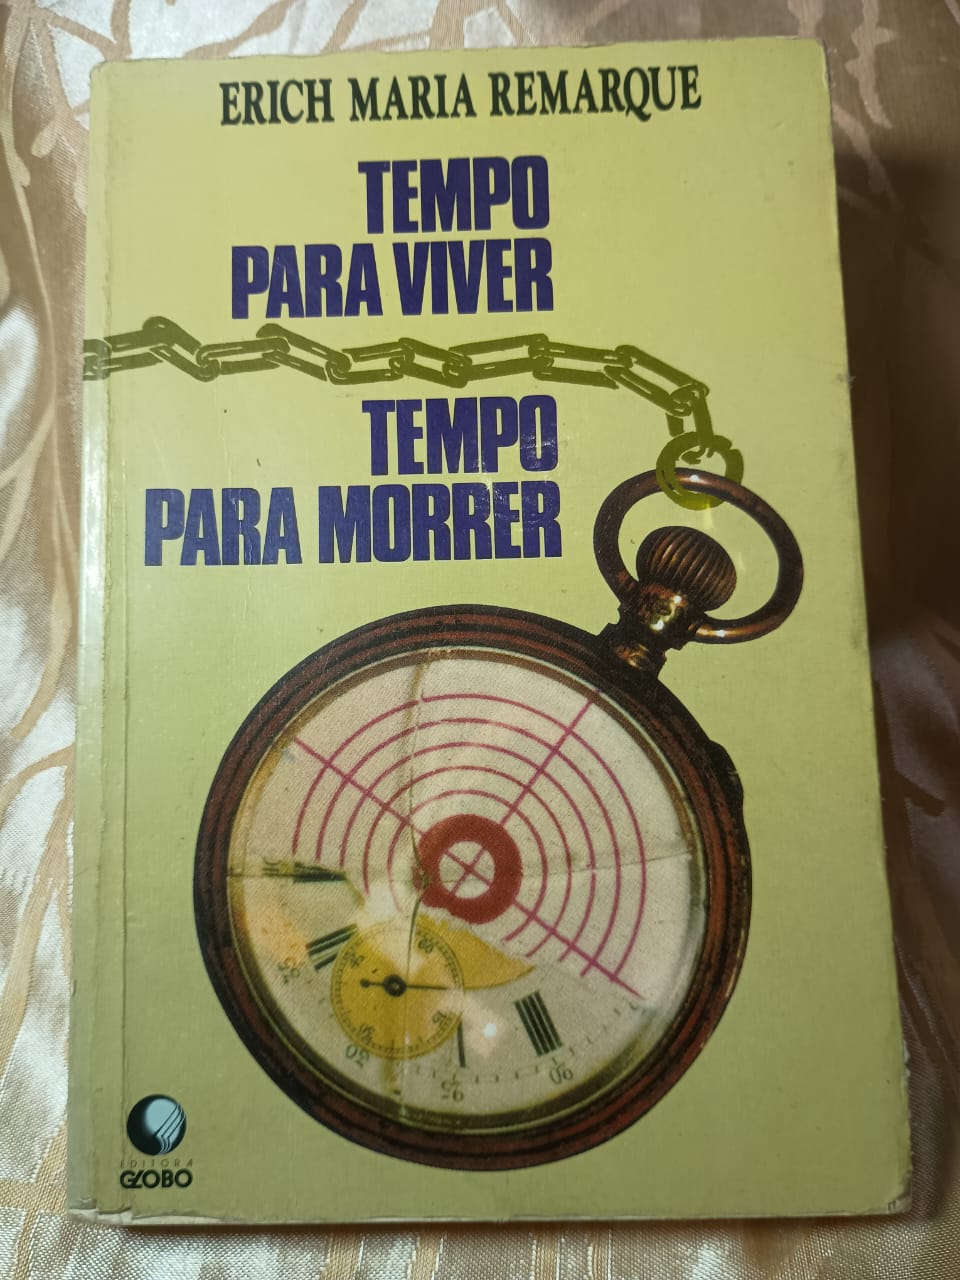 ERICH MARIA REMARQUE
TEMPO
PARA VIVER
TEMPO
PARA MORRER
EDITORA
GLOBO